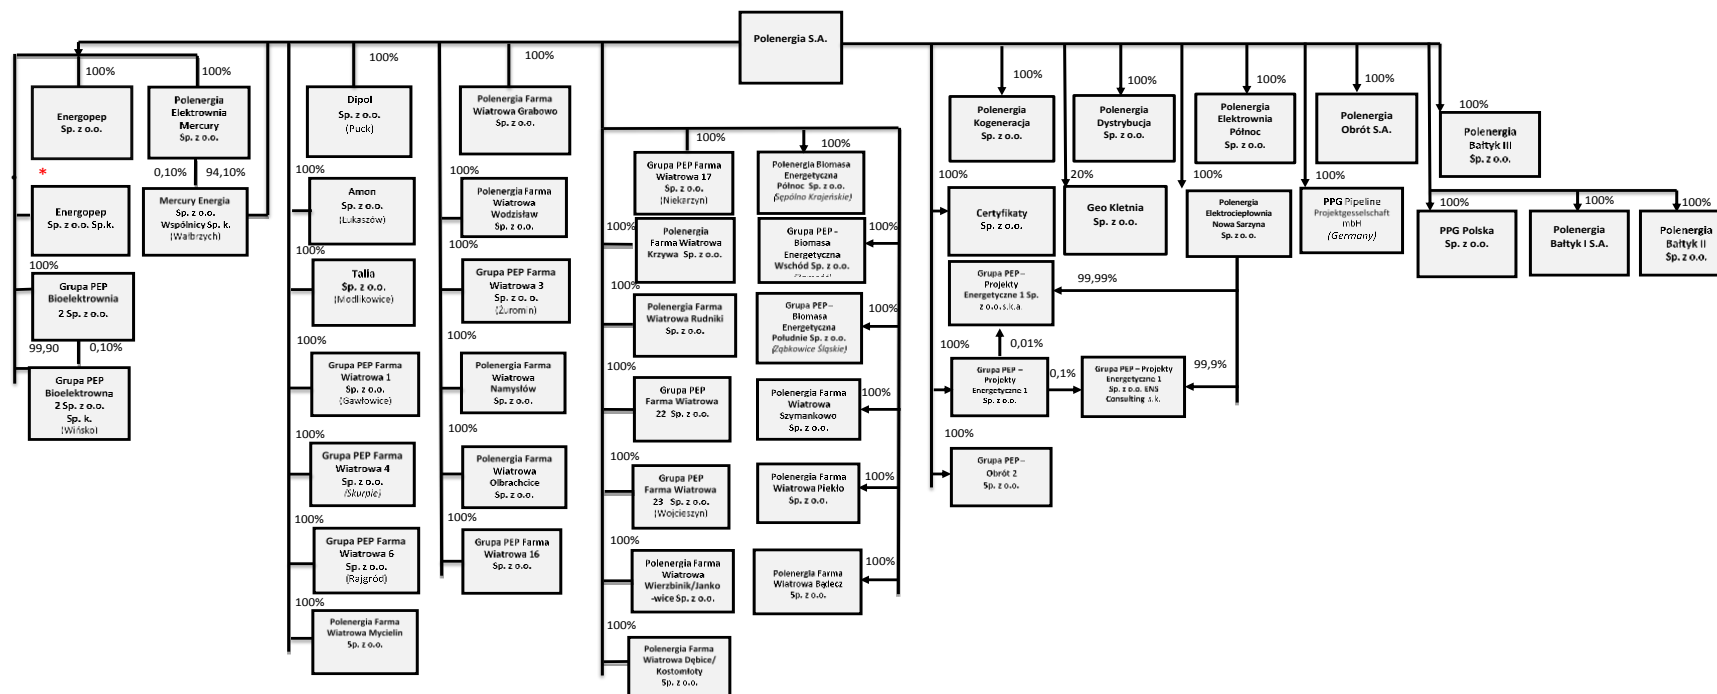 Polenergia S.A.
100%
100%
Energopep
Sp. z o.o.
Polenergia
Elektrownia
Mercury
Sp. z o.o.
*
0,10%
94,10%
Energopep
Sp. z o.o. Sp.k.
Mercury Energia
Sp. z o.o.
Wspólnicy Sp. k.
(Wałbrzych)
100%
Grupa PEP
Bioelektrownia
2 Sp. z o.o.
99,90
0,10%
Grupa PEP
Bioelektrowna
2 Sp. z o.o.
Sp. k.
(Wińsko)
100%
Dipol
Sp. z o.o.
(Puck)
100%
Amon
Sp. z o.o.
(Łukaszów)
100%
Talia
Sp. z o.o.
(Modlikowice)
100%
Grupa PEP Farma
Wiatrowa 1
Sp. z o.o.
(Gawłowice)
100%
Grupa PEP Farma
Wiatrowa 4
Sp. z o.o.
(Skurpie)
100%
Grupa PEP Farma
Wiatrowa 6
Sp. z o.o.
(Rajgród)
100%
Polenergia Farma
Wiatrowa Mycielin
Sp. z o.o.
100%
Polenergia Farma
Wiatrowa Grabowo
Sp. z o.o.
100%
Polenergia Farma
Wiatrowa
Wodzisław
Sp. z o.o.
100%
Grupa PEP Farma
Wiatrowa 3
Sp. z o.o.
(Żuromin)
100%
Polenergia Farma
Wiatrowa
Namysłów
Sp. z o.o.
100%
Polenergia Farma
Wiatrowa
Olbrachcice
Sp. z o.o.
100%
Grupa PEP Farma
Wiatrowa 16
Sp. z o.o.
100%
Grupa PEP Farma
Wiatrowa 17
Sp. z o.o.
(Niekarzyn)
100%
Polenergia
Farma Wiatrowa
Krzywa Sp. z o.o.
100%
Polenergia Farma
Wiatrowa Rudniki
Sp. z o.o.
100%
Grupa PEP
Farma Wiatrowa
22 Sp. z o.o.
100%
Grupa PEP
Farma Wiatrowa
23 Sp. z o.o.
(Wojcieszyn)
100%
Polenergia Farma
Wiatrowa
Wierzbinik/Janko
-wice Sp. z o.o.
100%
Polenergia Farma
Wiatrowa Dębice/
Kostomłoty
Sp. z o.o.
100%
Polenergia Biomasa
Energetyczna
Północ Sp. z o.o.
(Sępólno Krajeńskie)
100%
Grupa PEP –
Biomasa
Energetyczna
Wschód Sp. z o.o.
100%
Grupa PEP –
Biomasa
Energetyczna
Południe Sp. z o.o.
(Ząbkowice Śląskie)
100%
Polenergia Farma
Wiatrowa
Szymankowo
Sp. z o.o.
100%
Polenergia Farma
Wiatrowa Piekło
Sp. z o.o.
100%
Polenergia Farma
Wiatrowa Bądecz
Sp. z o.o.
100%
Polenergia
Kogeneracja
Sp. z o.o.
100%
Polenergia
Dystrybucja
Sp. z o.o.
100%
Polenergia
Elektrownia
Północ
Sp. z o.o.
100%
Polenergia
Obrót S.A.
100%
Polenergia
Bałtyk III
Sp. z o.o.
100%
Certyfikaty
Sp. z o.o.
20%
Geo Kletnia
Sp. z o.o.
100%
Polenergia
Elektrociepłownia
Nowa Sarzyna
Sp. z o.o.
100%
PPG Pipeline
Projektgesellschaft
mbH
(Germany)
100%
PPG Polska
Sp. z o.o.
100%
Polenergia
Bałtyk I S.A.
100%
Polenergia
Bałtyk II
Sp. z o.o.
Grupa PEP –
Projekty
Energetyczne 1 Sp.
z o.o. s.k.a.
99,99%
100%
0,01%
Grupa PEP –
Projekty
Energetyczne 1
Sp. z o.o.
0,1%
Grupa PEP – Projekty
Energetyczne 1
Sp. z o.o. ENS
Consulting s.k.
99,9%
100%
Grupa PEP –
Obrót 2
Sp. z o.o.